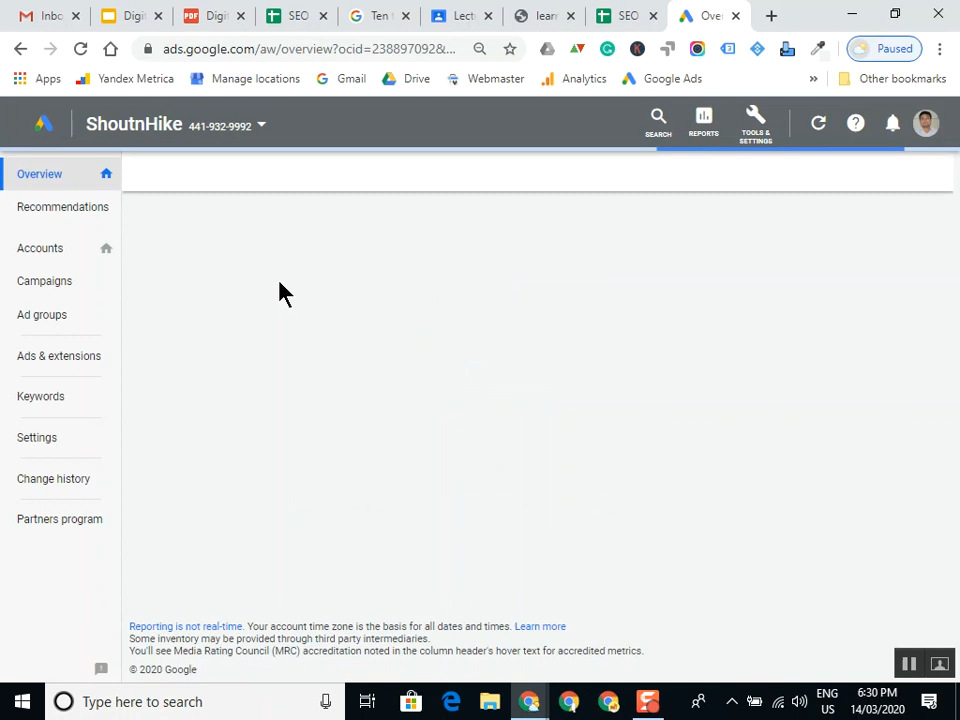 Inbo
Digit
Digit
SEO
Ten t
Lectu
learn
SEO
Over
ads.google.com/aw/overview?ocid=238897092&...
Paused
Apps
Yandex Metrica
Manage locations
Gmail
Drive
Webmaster
Analytics
Google Ads
»
Other bookmarks
ShoutnHike 441-932-9992
SEARCH
REPORTS
TOOLS &
SETTINGS
Overview
Recommendations
Accounts
Campaigns
Ad groups
Ads & extensions
Keywords
Settings
Change history
Partners program
Reporting is not real-time. Your account time zone is the basis for all dates and times. Learn more
Some inventory may be provided through third party intermediaries.
You'll see Media Rating Council (MRC) accreditation noted in the column header's hover text for accredited metrics.
© 2020 Google
Type here to search
ENG
US
6:30 PM
14/03/2020